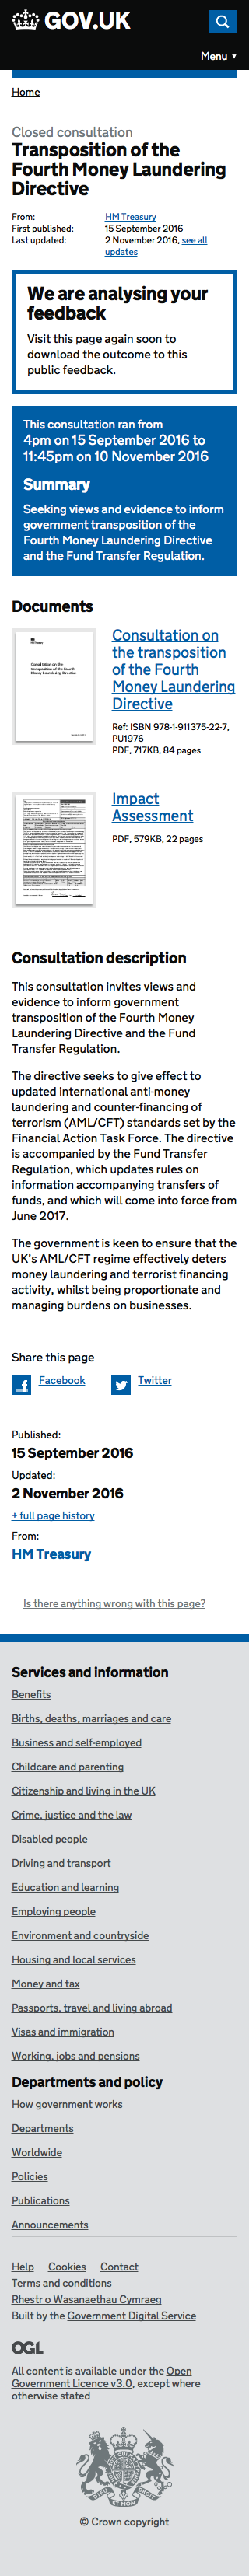 GOV.UK
Menu ▼
Home
Closed consultation
Transposition of the
Fourth Money Laundering
Directive
From: HM Treasury
First published: 15 September 2016
Last updated: 2 November 2016, see all
updates
We are analysing your
feedback
Visit this page again soon to
download the outcome to this
public feedback.
This consultation ran from
4pm on 15 September 2016 to
11:45pm on 10 November 2016
Summary
Seeking views and evidence to inform
government transposition of the
Fourth Money Laundering Directive
and the Fund Transfer Regulation.
Documents
Consultation on the
transposition of the Fourth
Money Laundering Directive
Consultation on
the transposition
of the Fourth
Money Laundering
Directive
Ref: ISBN 978-1-911375-22-7,
PU1976
PDF, 717KB, 84 pages
Impact
Assessment
PDF, 579KB, 22 pages
Consultation description
This consultation invites views and
evidence to inform government
transposition of the Fourth Money
Laundering Directive and the Fund
Transfer Regulation.
The directive seeks to give effect to
updated international anti-money
laundering and counter-financing of
terrorism (AML/CFT) standards set by the
Financial Action Task Force. The directive
is accompanied by the Fund Transfer
Regulation, which updates rules on
information accompanying transfers of
funds, and which will come into force from
June 2017.
The government is keen to ensure that the
UK's AML/CFT regime effectively deters
money laundering and terrorist financing
activity, whilst being proportionate and
managing burdens on businesses.
Share this page
Facebook Twitter
Published:
15 September 2016
Updated:
2 November 2016
+ full page history
From:
HM Treasury
Is there anything wrong with this page?
Services and information
Benefits
Births, deaths, marriages and care
Business and self-employed
Childcare and parenting
Citizenship and living in the UK
Crime, justice and the law
Disabled people
Driving and transport
Education and learning
Employing people
Environment and countryside
Housing and local services
Money and tax
Passports, travel and living abroad
Visas and immigration
Working, jobs and pensions
Departments and policy
How government works
Departments
Worldwide
Policies
Publications
Announcements
Help Cookies Contact
Terms and conditions
Rhestr o Wasanaethau Cymraeg
Built by the Government Digital Service
OGL
All content is available under the Open
Government Licence v3.0, except where
otherwise stated
© Crown copyright